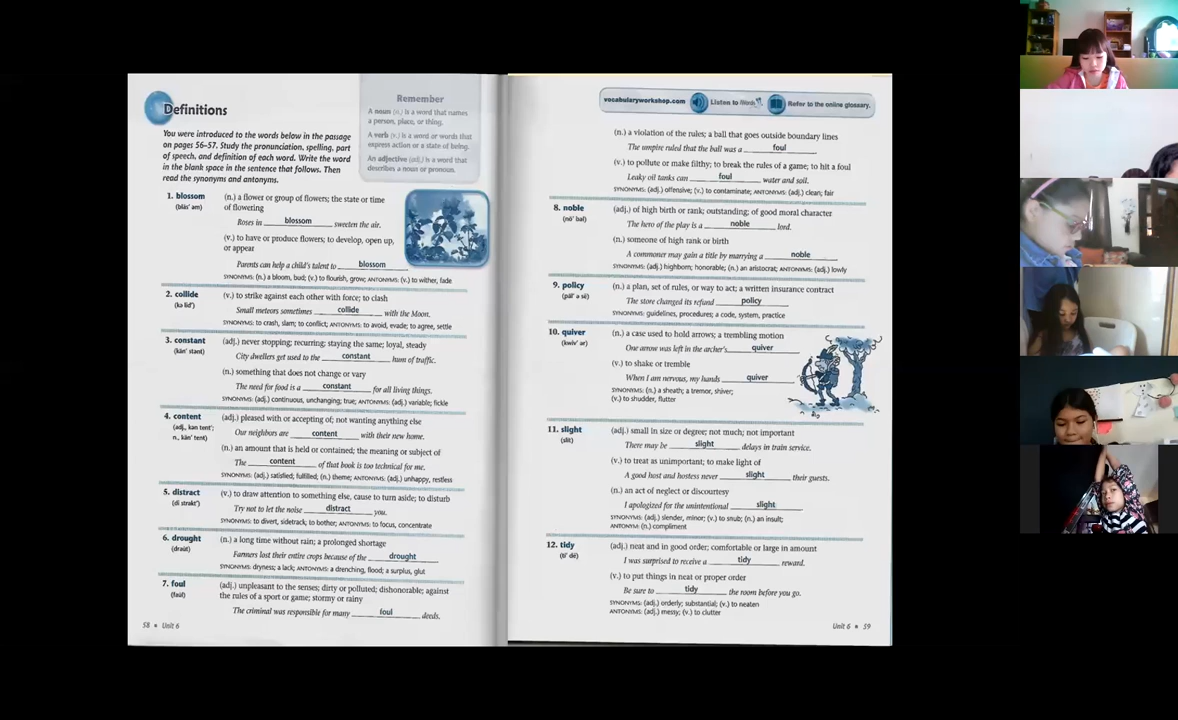 Definitions
Remember
A noun (n.) is a word that names
a person, place, or thing.
A verb (v.) is a word or words that
express action or a state of being.
An adjective (adj.) is a word that
describes a noun or pronoun.
You were introduced to the words below in the passage
on pages 56–57. Study the pronunciation, spelling, part
of speech, and definition of each word. Write the word
in the blank space in the sentence that follows. Then
read the synonyms and antonyms.
1. blossom
(bläs' əm)
(n.) a flower or group of flowers; the state or time
of flowering
Roses in blossom sweeten the air.
(v.) to have or produce flowers; to develop, open up,
or appear
Parents can help a child's talent to blossom
SYNONYMS: (n.) a bloom, bud; (v.) to flourish, grow; ANTONYMS: (v.) to wither, fade
2. collide
(kə līd')
(v.) to strike against each other with force; to clash
Small meteors sometimes collide with the Moon.
SYNONYMS: to crash, slam; to conflict; ANTONYMS: to avoid, evade; to agree, settle
3. constant
(kän' stənt)
(adj.) never stopping; recurring; staying the same; loyal, steady
City dwellers get used to the constant hum of traffic.
(n.) something that does not change or vary
The need for food is a constant for all living things.
SYNONYMS: (adj.) continuous, unchanging; true; ANTONYMS: (adj.) variable; fickle
4. content
(adj., kən tent';
n., kän' tent)
(adj.) pleased with or accepting of; not wanting anything else
Our neighbors are content with their new home.
(n.) an amount that is held or contained; the meaning or subject of
The content of that book is too technical for me.
SYNONYMS: (adj.) satisfied, fulfilled; (n.) theme; ANTONYMS: (adj.) unhappy, restless
5. distract
(di strakt')
(v.) to draw attention to something else, cause to turn aside; to disturb
Try not to let the noise distract you.
SYNONYMS: to divert, sidetrack; to bother; ANTONYMS: to focus, concentrate
6. drought
(draut)
(n.) a long time without rain; a prolonged shortage
Farmers lost their entire crops because of the drought
SYNONYMS: dryness; a lack; ANTONYMS: a drenching, flood; a surplus, glut
7. foul
(faul)
(adj.) unpleasant to the senses; dirty or polluted; dishonorable; against
the rules of a sport or game; stormy or rainy
The criminal was responsible for many foul deeds.
58 • Unit 6
vocabularyworkshop.com Listen to iWords Refer to the online glossary.
(n.) a violation of the rules; a ball that goes outside boundary lines
The umpire ruled that the ball was a foul
(v.) to pollute or make filthy; to break the rules of a game; to hit a foul
Leaky oil tanks can foul water and soil.
SYNONYMS: (adj.) offensive; (v.) to contaminate; ANTONYMS: (adj.) clean; fair
8. noble
(nō' bəl)
(adj.) of high birth or rank; outstanding; of good moral character
The hero of the play is a noble lord.
(n.) someone of high rank or birth
A commoner may gain a title by marrying a noble
SYNONYMS: (adj.) highborn; honorable; (n.) an aristocrat; ANTONYMS: (adj.) lowly
9. policy
(päl' ə sē)
(n.) a plan, set of rules, or way to act; a written insurance contract
The store changed its refund policy
SYNONYMS: guidelines, procedures; a code, system, practice
10. quiver
(kwiv' ər)
(n.) a case used to hold arrows; a trembling motion
One arrow was left in the archer's quiver
(v.) to shake or tremble
When I am nervous, my hands quiver
SYNONYMS: (n.) a sheath; a tremor, shiver;
(v.) to shudder, flutter
11. slight
(slīt)
(adj.) small in size or degree; not much; not important
There may be slight delays in train service.
(v.) to treat as unimportant; to make light of
A good host and hostess never slight their guests.
(n.) an act of neglect or discourtesy
I apologized for the unintentional slight
SYNONYMS: (adj.) slender, minor; (v.) to snub; (n.) an insult;
ANTONYM: (n.) compliment
12. tidy
(tī' dē)
(adj.) neat and in good order; comfortable or large in amount
I was surprised to receive a tidy reward.
(v.) to put things in neat or proper order
Be sure to tidy the room before you go.
SYNONYMS: (adj.) orderly; substantial; (v.) to neaten
ANTONYMS: (adj.) messy; (v.) to clutter
Unit 6 • 59